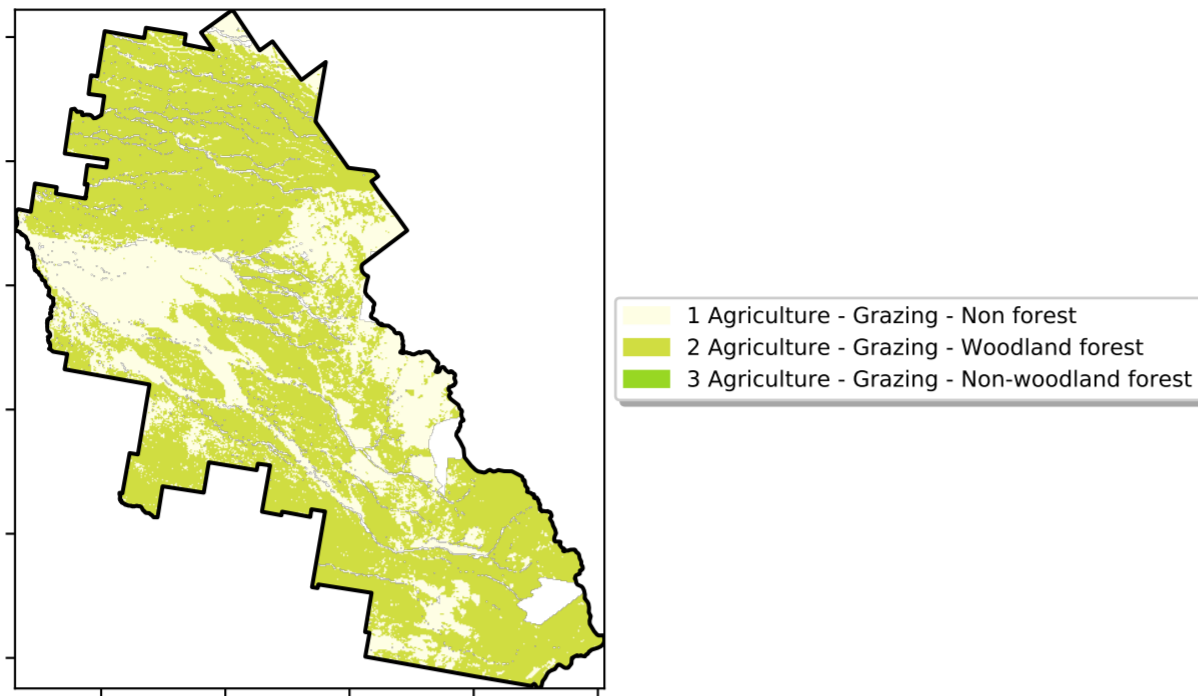 1 Agriculture - Grazing - Non forest
2 Agriculture - Grazing - Woodland forest
3 Agriculture - Grazing - Non-woodland forest